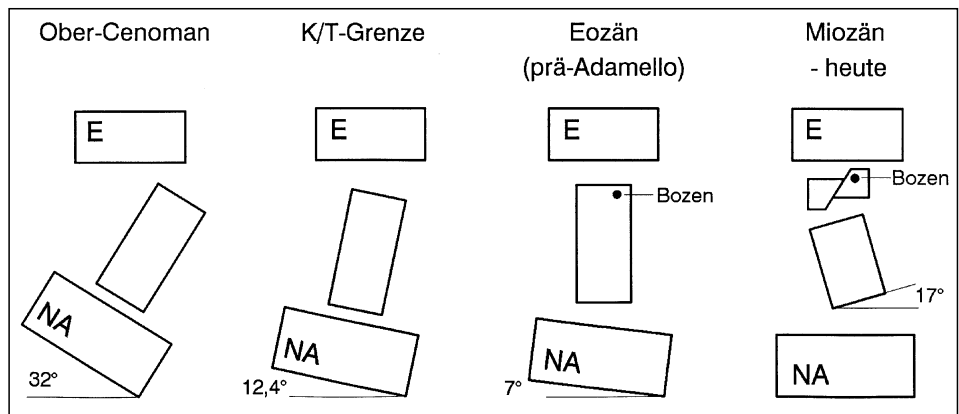 Ober-Cenoman
K/T-Grenze
Eozän
(prä-Adamello)
Miozän
- heute
E
E
E
E
Bozen
Bozen
NA
NA
NA
NA
32°
12,4°
7°
17°